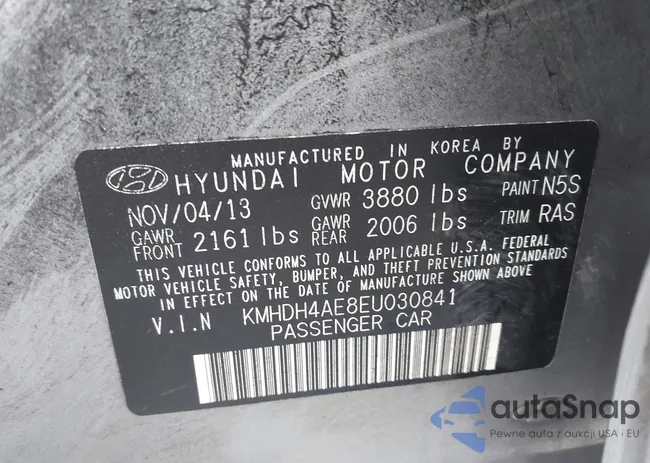 MANUFACTURED IN KOREA BY
HYUNDAI MOTOR COMPANY
NOV/04/13 GVWR 3880 lbs PAINT N5S
GAWR FRONT 2161 lbs GAWR REAR 2006 lbs TRIM RAS
THIS VEHICLE CONFORMS TO ALL APPLICABLE U.S.A. FEDERAL
MOTOR VEHICLE SAFETY, BUMPER, AND THEFT PREVENTION STANDARDS
IN EFFECT ON THE DATE OF MANUFACTURE SHOWN ABOVE
V.I.N KMHDH4AE8EU030841
PASSENGER CAR
autaSnap
Pewne auta z aukcji USA i EU